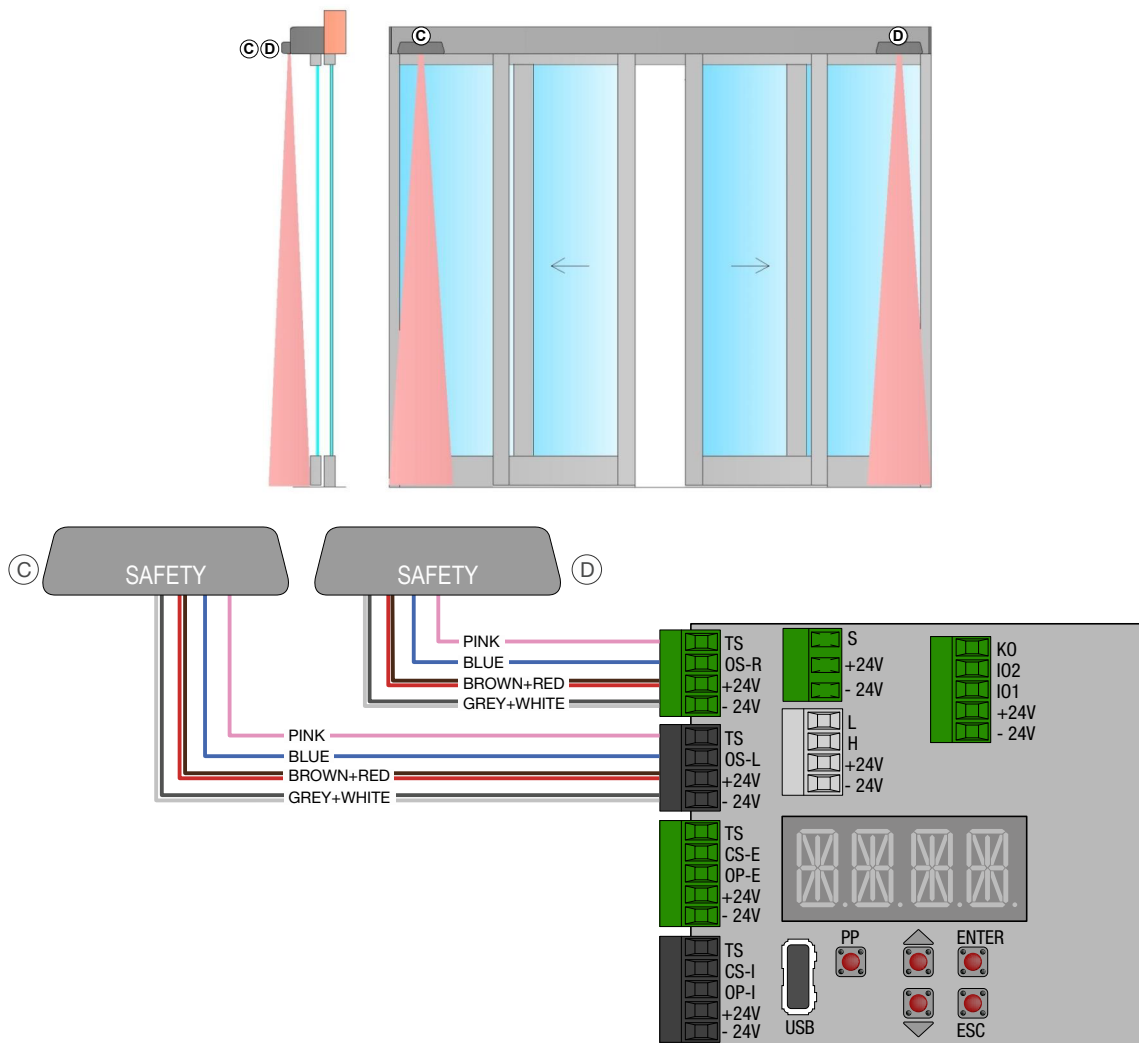 C D
C
D
C
SAFETY
SAFETY
D
PINK
BLUE
BROWN+RED
GREY+WHITE
PINK
BLUE
BROWN+RED
GREY+WHITE
TS
OS-R
+24V
- 24V
TS
OS-L
+24V
- 24V
TS
CS-E
OP-E
+24V
- 24V
TS
CS-I
OP-I
+24V
- 24V
S
+24V
- 24V
L
H
+24V
- 24V
KO
IO2
IO1
+24V
- 24V
PP
ENTER
USB
ESC